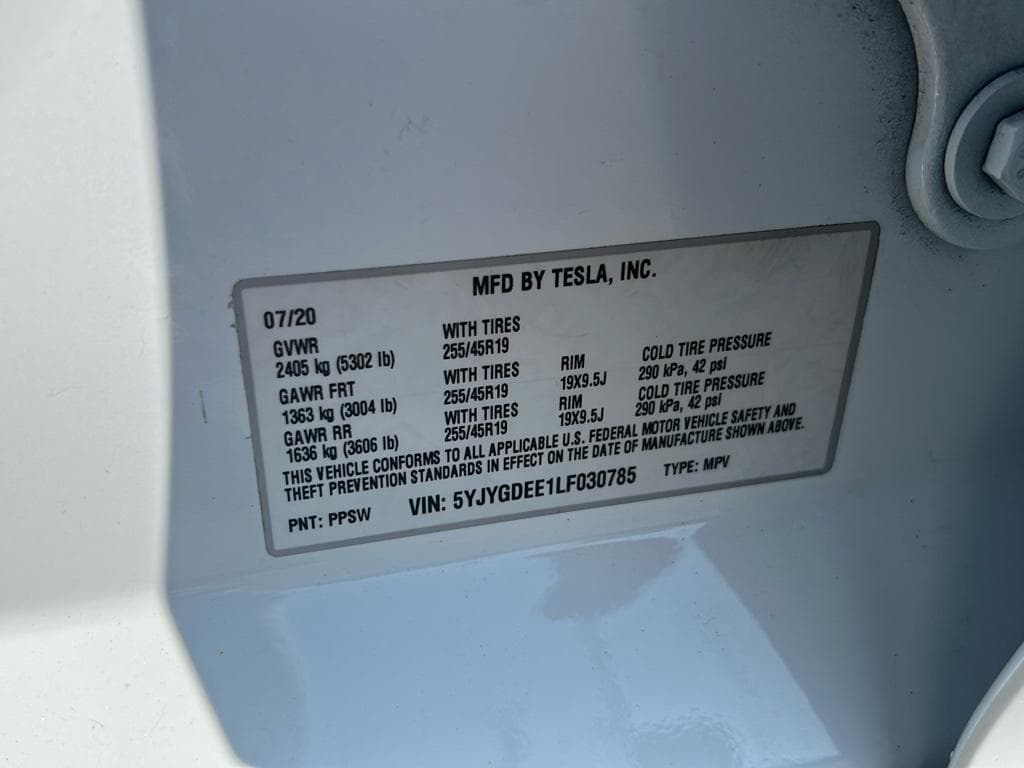 MFD BY TESLA, INC.
07/20
GVWR WITH TIRES
2405 kg (5302 lb) 255/45R19
GAWR FRT WITH TIRES RIM COLD TIRE PRESSURE
1363 kg (3004 lb) 255/45R19 19X9.5J 290 kPa, 42 psi
GAWR RR WITH TIRES RIM COLD TIRE PRESSURE
1636 kg (3606 lb) 255/45R19 19X9.5J 290 kPa, 42 psi
THIS VEHICLE CONFORMS TO ALL APPLICABLE U.S. FEDERAL MOTOR VEHICLE SAFETY AND
THEFT PREVENTION STANDARDS IN EFFECT ON THE DATE OF MANUFACTURE SHOWN ABOVE.
PNT: PPSW VIN: 5YJYGDEE1LF030785 TYPE: MPV